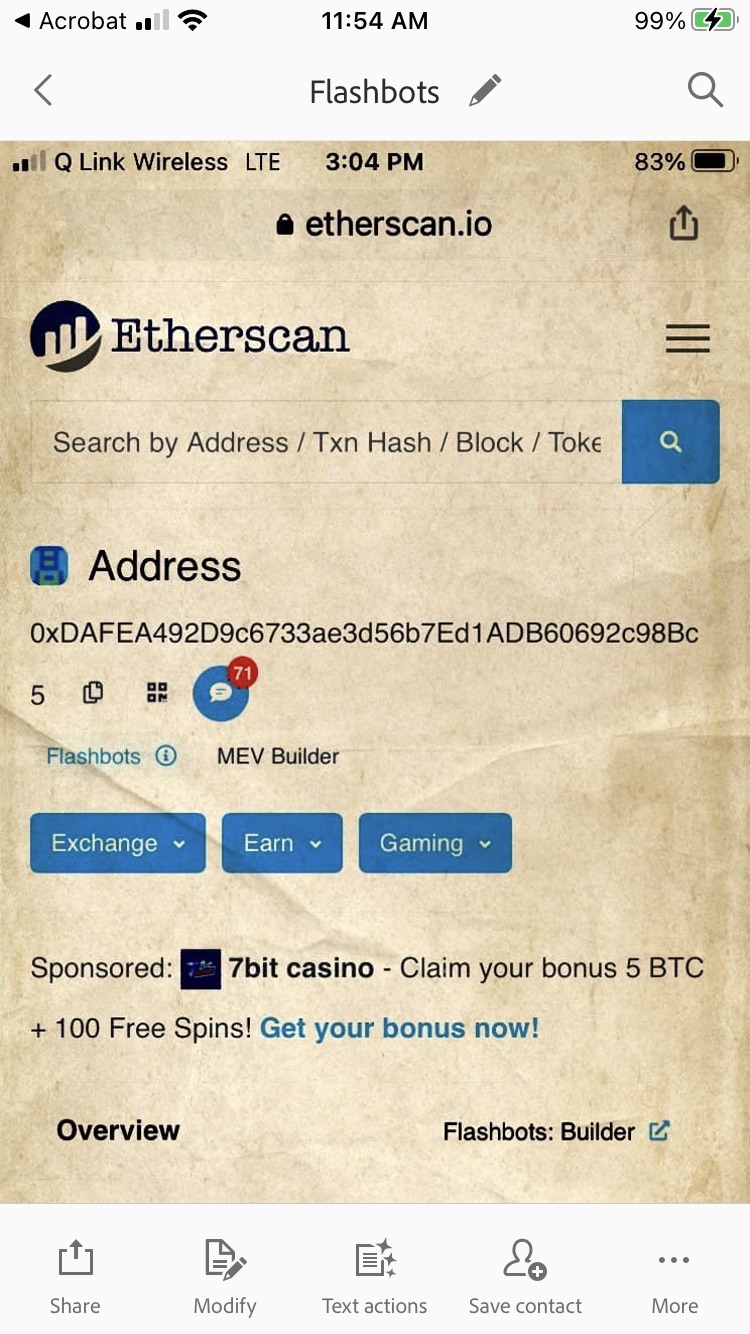 Acrobat 11:54 AM 99%
Flashbots
Q Link Wireless LTE 3:04 PM 83%
etherscan.io
Etherscan
Search by Address / Txn Hash / Block / Toke
Address
0xDAFEA492D9c6733ae3d56b7Ed1ADB60692c98Bc
5 71
Flashbots MEV Builder
Exchange Earn Gaming
Sponsored: 7bit casino - Claim your bonus 5 BTC
+ 100 Free Spins! Get your bonus now!
Overview Flashbots: Builder
Share Modify Text actions Save contact More